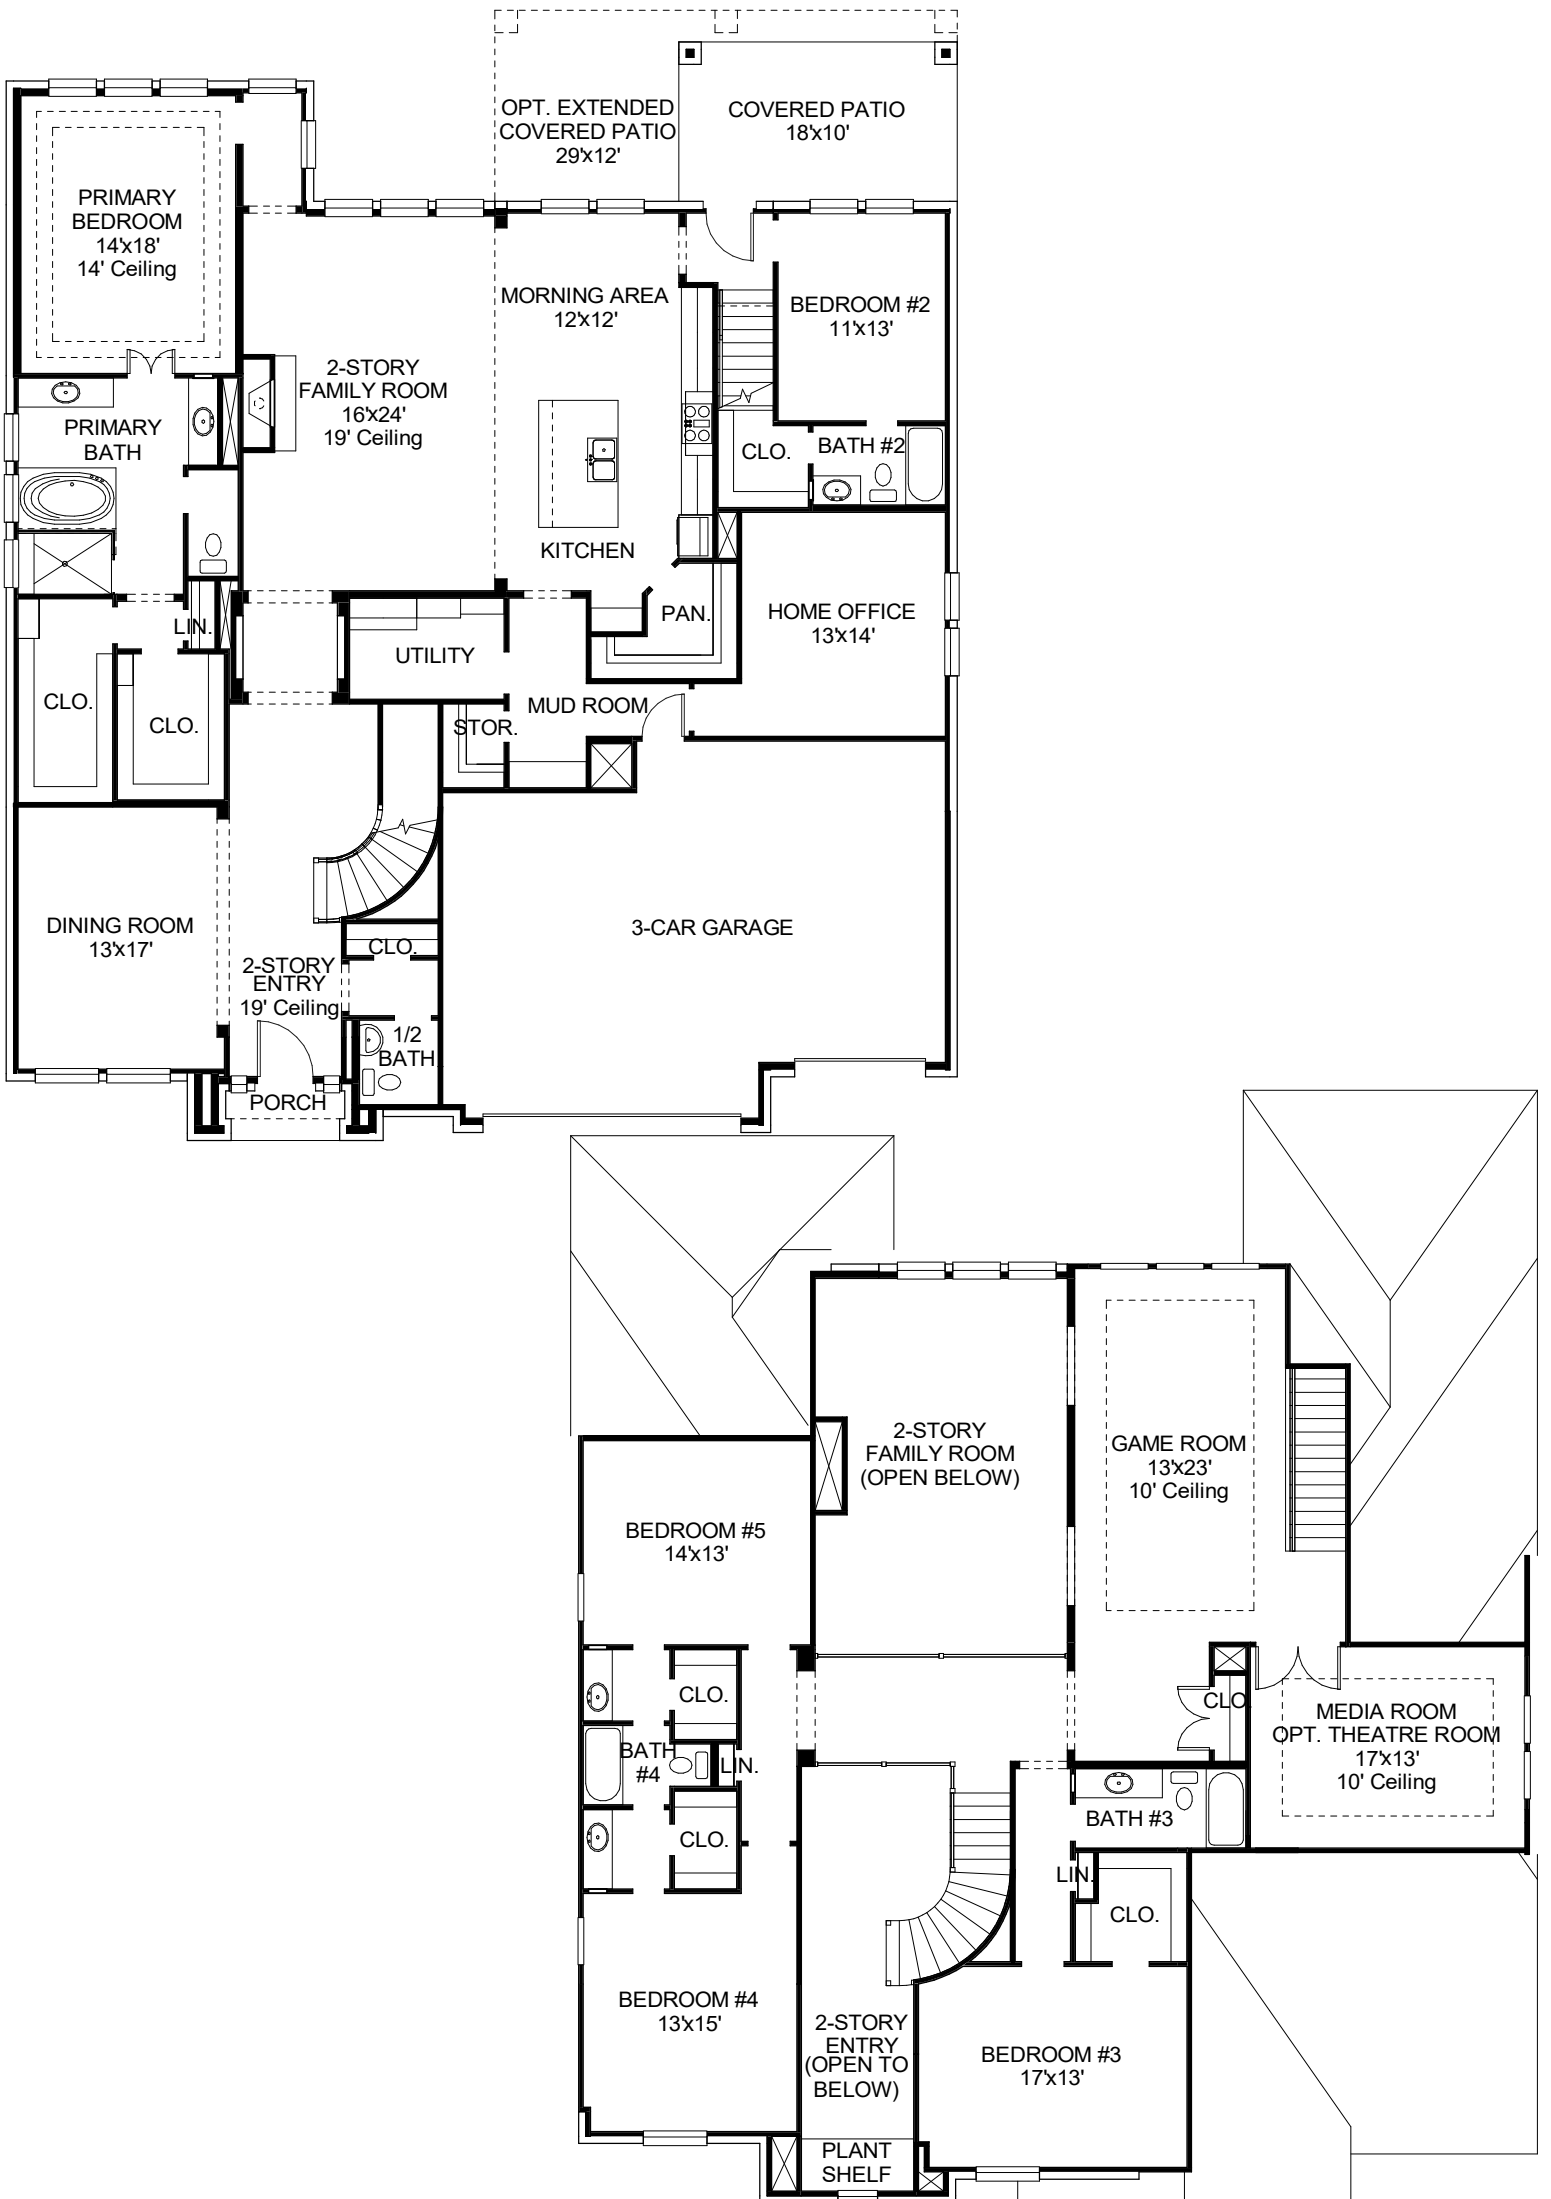 OPT. EXTENDED
COVERED PATIO
29'x12'
COVERED PATIO
18'x10'
PRIMARY
BEDROOM
14'x18'
14' Ceiling
MORNING AREA
12'x12'
BEDROOM #2
11'x13'
2-STORY
FAMILY ROOM
16'x24'
19' Ceiling
PRIMARY
BATH
CLO.
BATH #2
KITCHEN
LIN.
PAN.
HOME OFFICE
13'x14'
UTILITY
CLO.
CLO.
STOR.
MUD ROOM
DINING ROOM
13'x17'
3-CAR GARAGE
CLO.
2-STORY
ENTRY
19' Ceiling
1/2
BATH
PORCH
2-STORY
FAMILY ROOM
(OPEN BELOW)
GAME ROOM
13'x23'
10' Ceiling
BEDROOM #5
14'x13'
CLO.
CLO.
MEDIA ROOM
OPT. THEATRE ROOM
17'x13'
10' Ceiling
BATH
#4
LIN.
CLO.
BATH #3
LIN.
CLO.
BEDROOM #4
13'x15'
2-STORY
ENTRY
(OPEN TO
BELOW)
BEDROOM #3
17'x13'
PLANT
SHELF